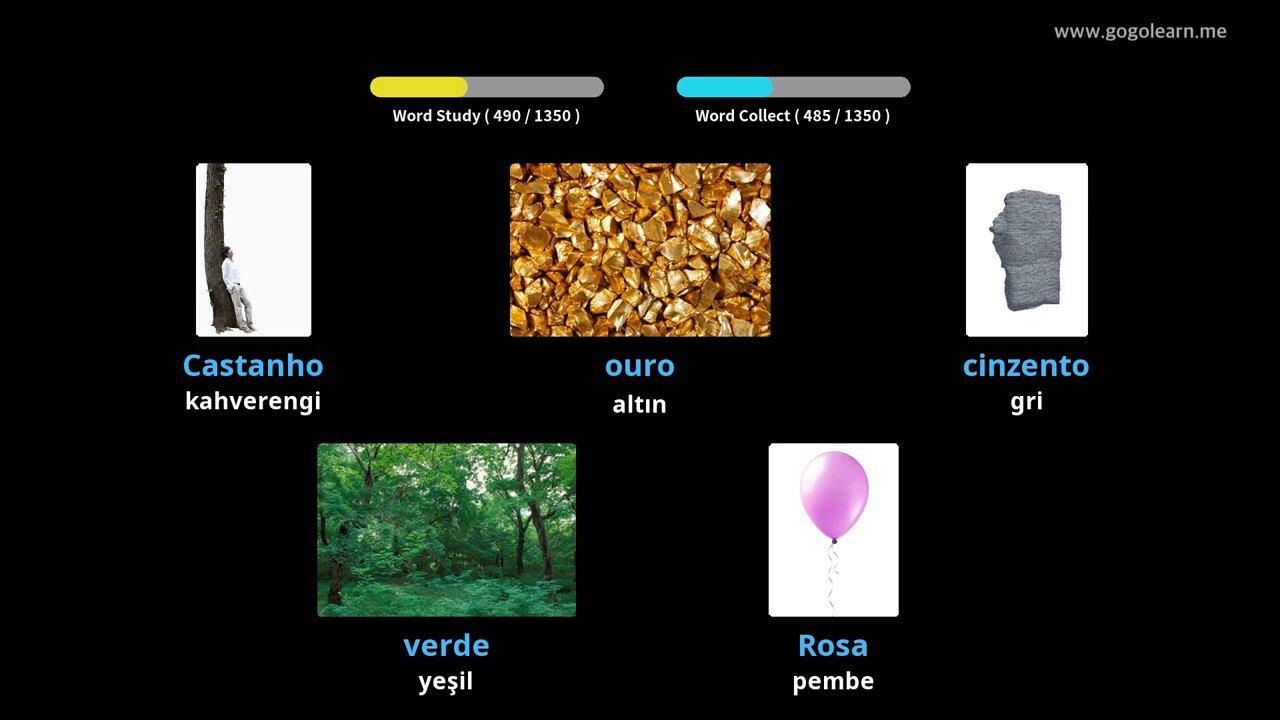 www.gogolearn.me
Word Study ( 490 / 1350 )
Word Collect ( 485 / 1350 )
Castanho
kahverengi
ouro
altın
cinzento
gri
verde
yeşil
Rosa
pembe